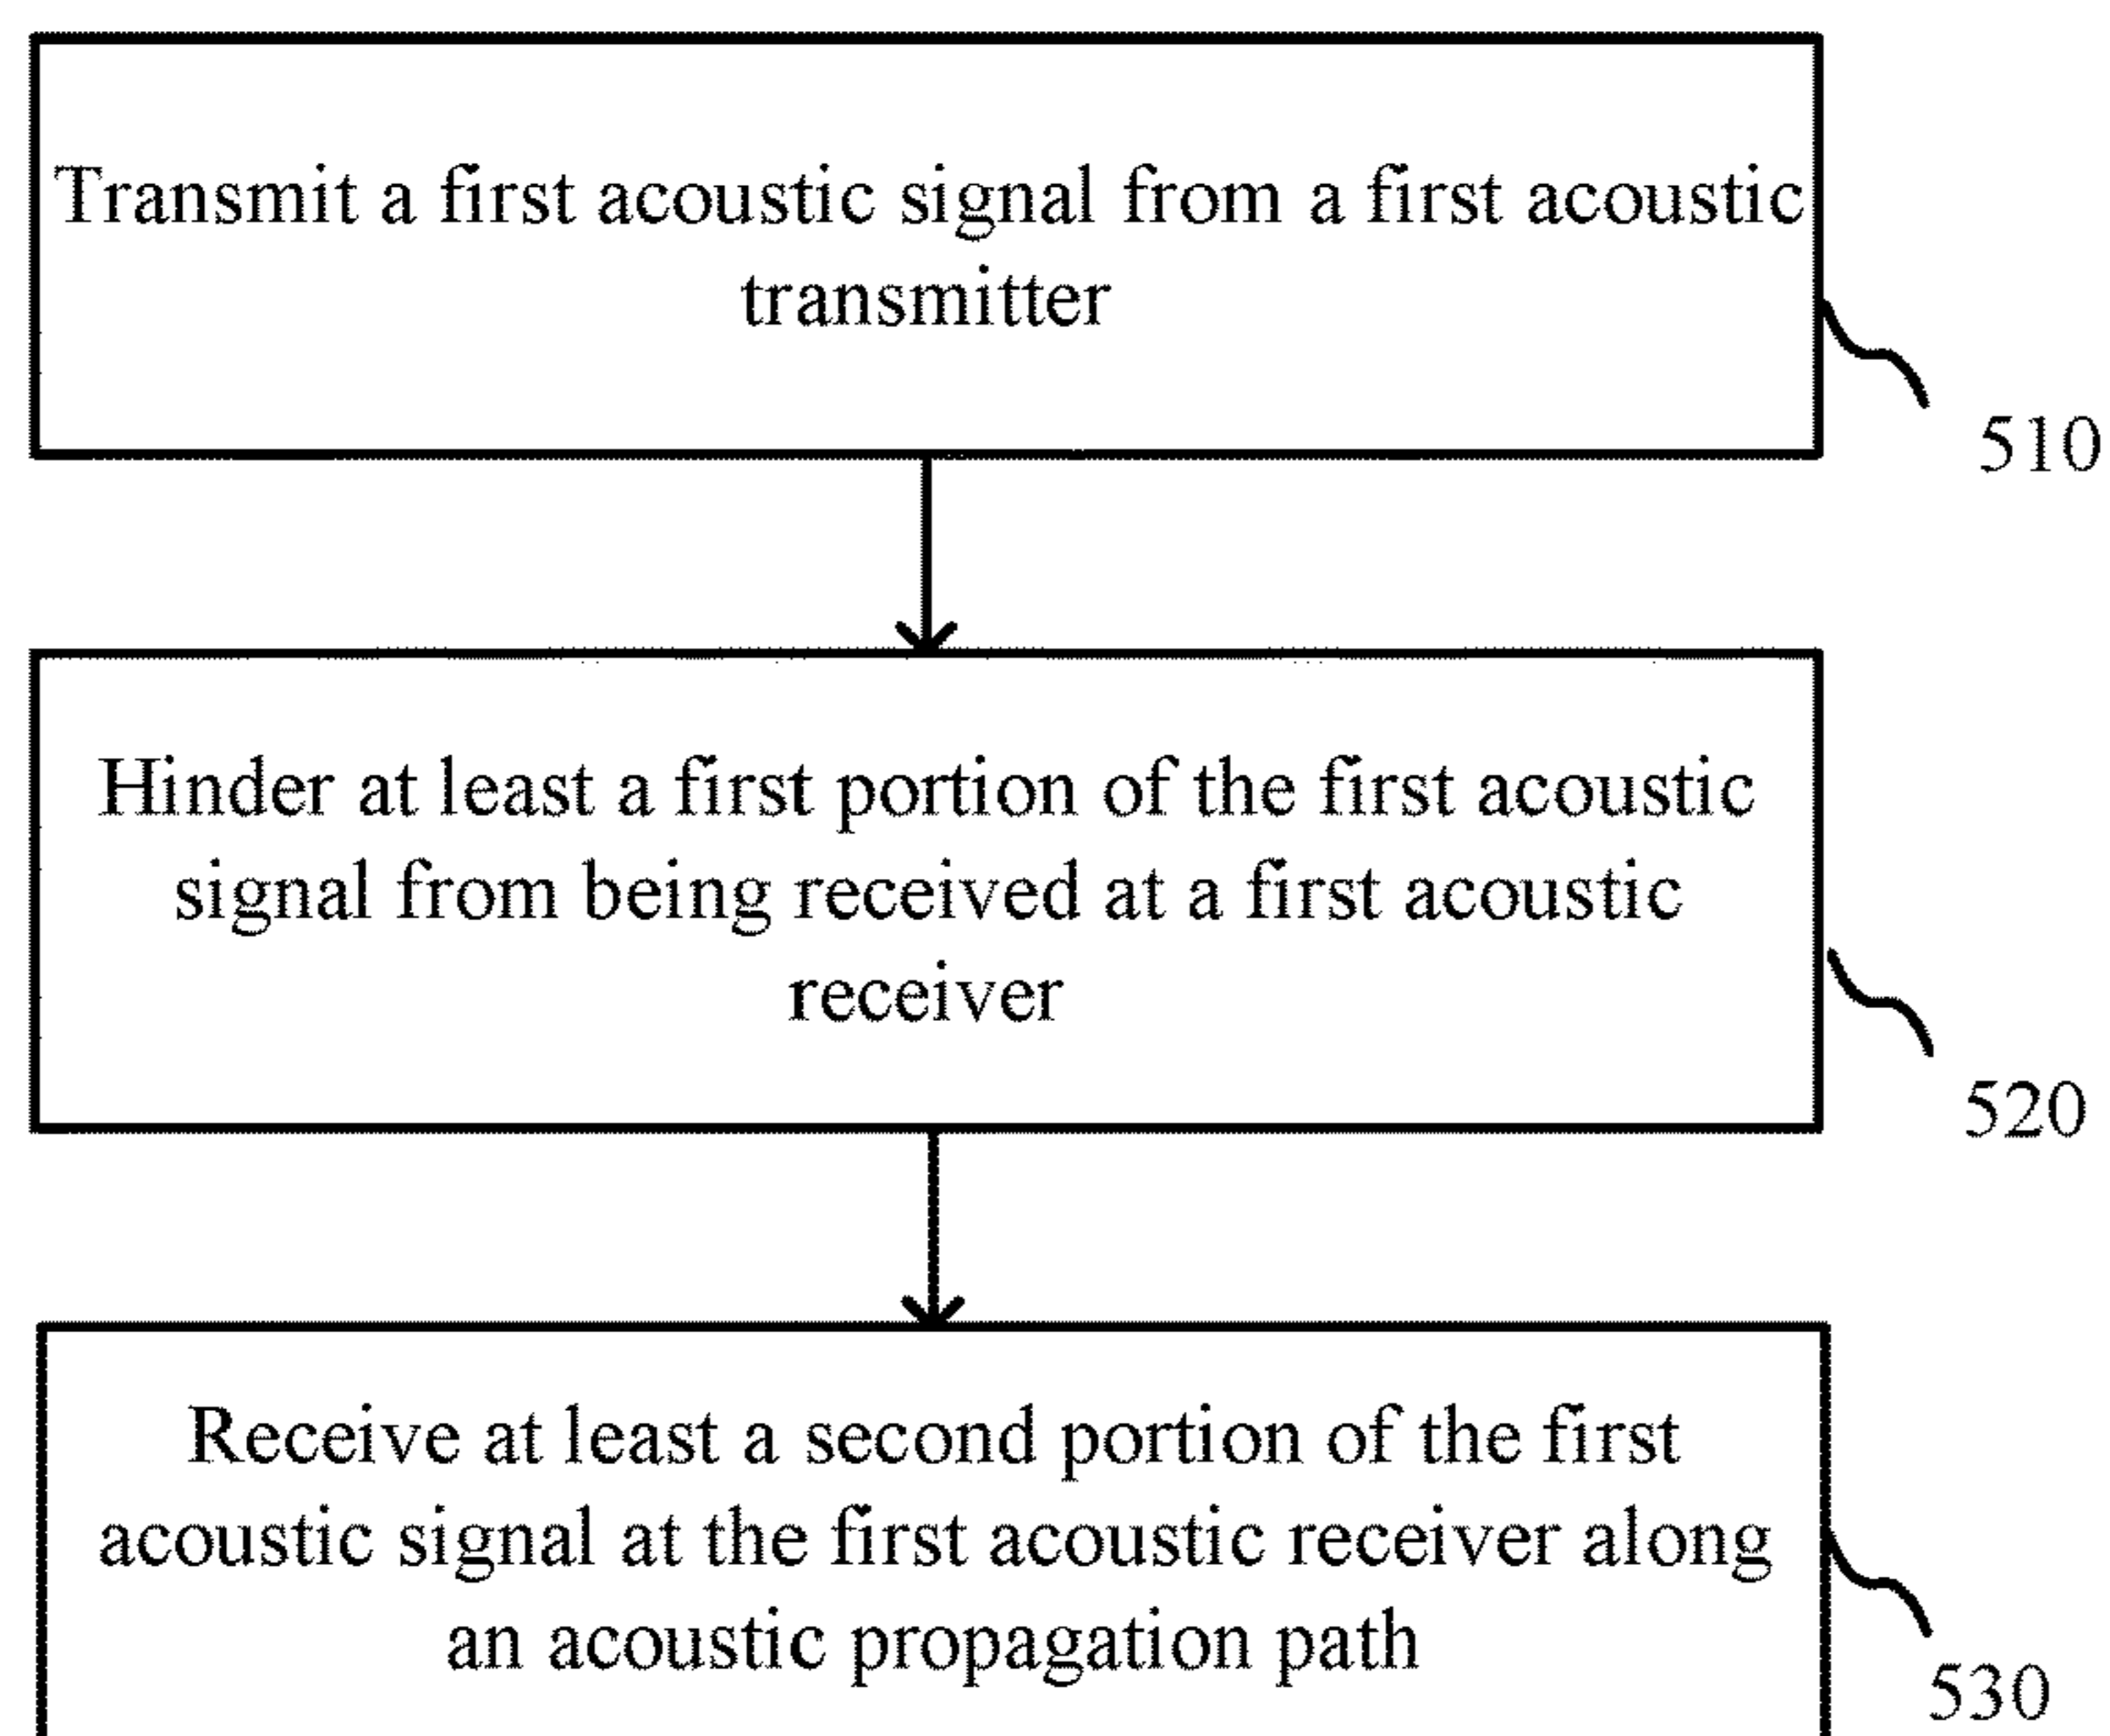 Transmit a first acoustic signal from a first acoustic
transmitter
510
Hinder at least a first portion of the first acoustic
signal from being received at a first acoustic
receiver
520
Receive at least a second portion of the first
acoustic signal at the first acoustic receiver along
an acoustic propagation path
530